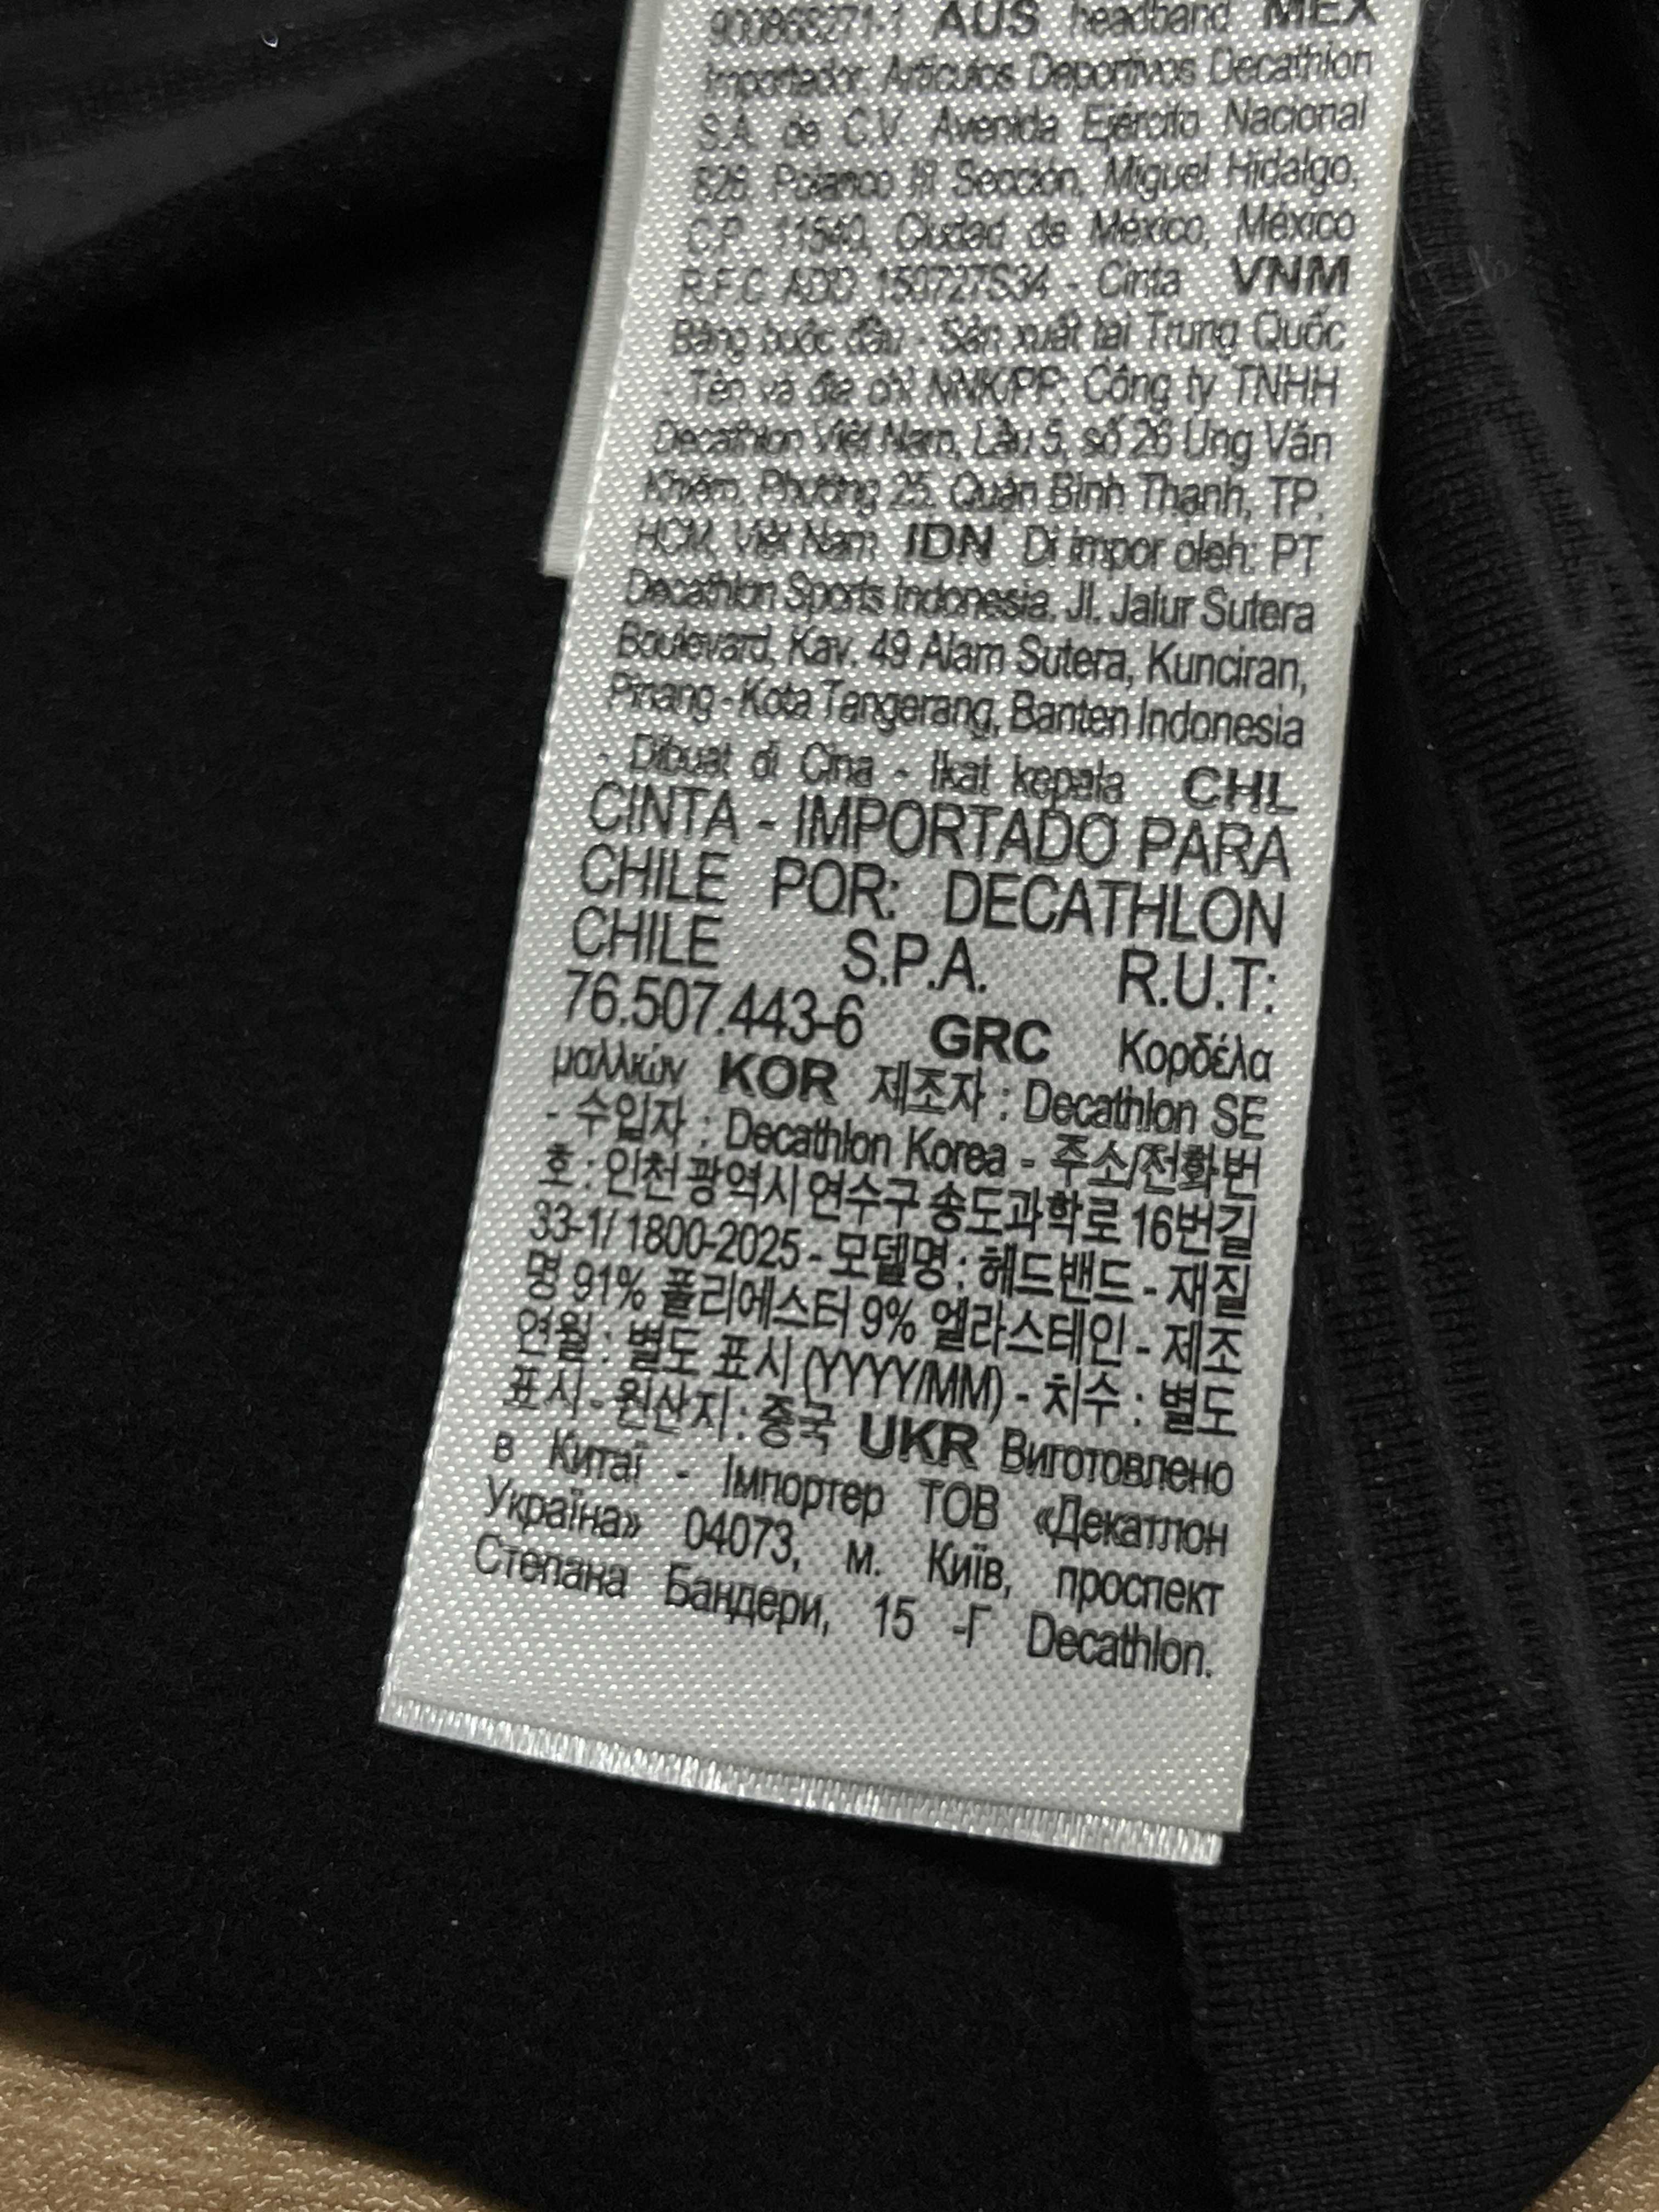 900865271-1 AUS headband MEX
Importador: Artículos Deportivos Decathlon
S.A. de C.V. Avenida Ejército Nacional
826. Polanco III Sección, Miguel Hidalgo,
C.P. 11540, Ciudad de México, México
R.F.C ADD 150727S34 - Cinta VNM
Băng buộc đầu - Sản xuất tại Trung Quốc
- Tên và địa chỉ NNK/PP: Công ty TNHH
Decathlon Việt Nam, Lầu 5, số 26 Ung Văn
Khiêm, Phường 25, Quận Bình Thạnh, TP.
HCM, Việt Nam IDN Di impor oleh: PT
Decathlon Sports Indonesia, Jl. Jalur Sutera
Boulevard, Kav. 49 Alam Sutera, Kunciran,
Pinang - Kota Tangerang, Banten Indonesia
- Dibuat di Cina - Ikat kepala CHL
CINTA - IMPORTADO PARA
CHILE POR: DECATHLON
CHILE S.P.A. R.U.T:
76.507.443-6 GRC Κορδέλα
μαλλιών KOR 제조자 : Decathlon SE
- 수입자 : Decathlon Korea - 주소/전화번
호 : 인천 광역시 연수구 송도과학로 16번길
33-1/ 1800-2025 - 모델명 : 헤드밴드 - 재질
명 91% 폴리에스터 9% 엘라스테인 - 제조
연월 : 별도 표시 (YYYY/MM) - 치수 : 별도
표시 - 원산지 : 중국 UKR Виготовлено
в Китаї - Імпортер ТОВ «Декатлон
Україна» 04073, м. Київ, проспект
Степана Бандери, 15 -Г Decathlon.